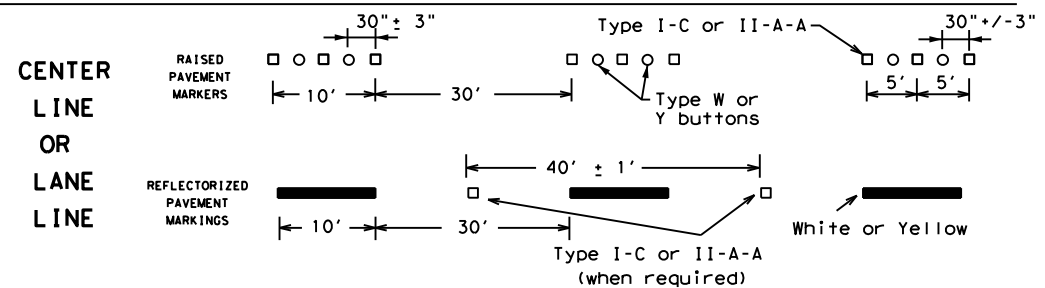 CENTER
LINE
OR
LANE
LINE
RAISED
PAVEMENT
MARKERS
30"± 3"
10'
30'
Type I-C or II-A-A
Type W or
Y buttons
30"+/-3"
5'
5'
REFLECTORIZED
PAVEMENT
MARKINGS
10'
30'
40' ± 1'
Type I-C or II-A-A
(when required)
White or Yellow